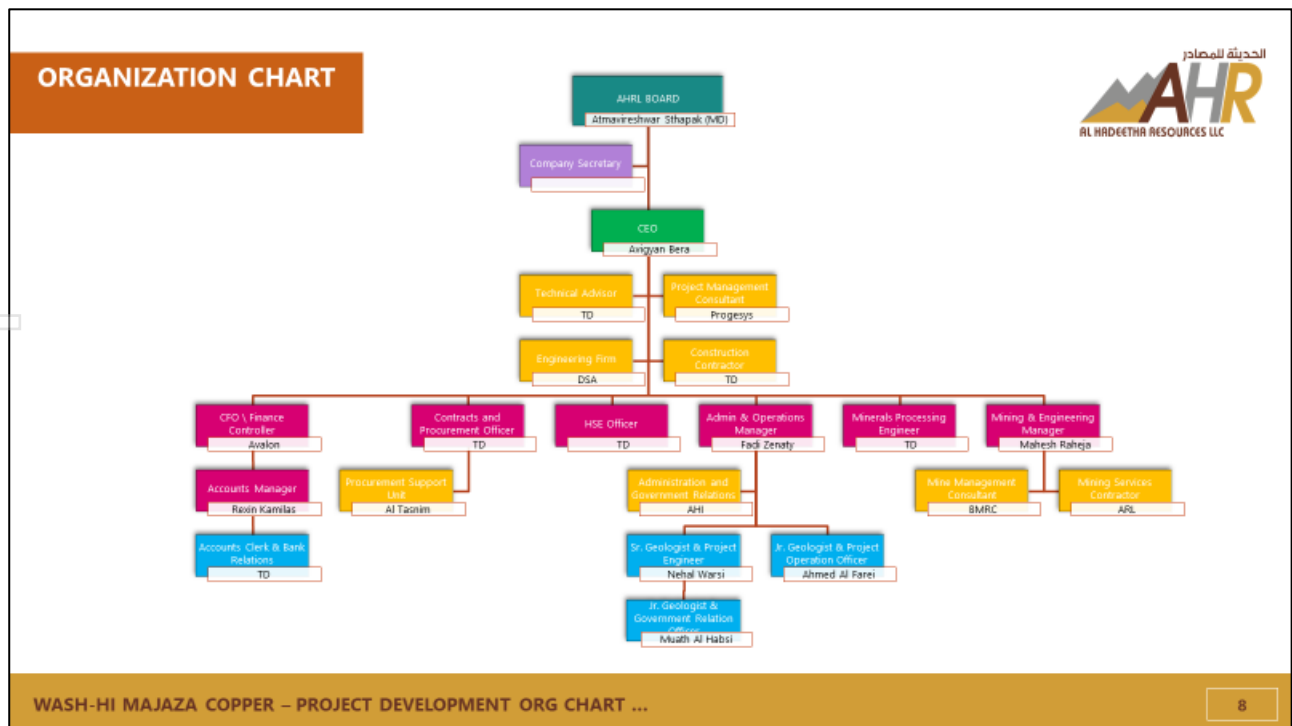 ORGANIZATION CHART
الحديثة للمصادر
AHR
AL HADEETHA RESOURCES LLC
AHRL BOARD
Atmavireshwar Sthapak (MD)
Company Secretary
CEO
Avigyan Bera
Technical Advisor
TD
Project Management
Consultant
Progesys
Engineering Firm
DSA
Construction
Contractor
TD
CFO \ Finance
Controller
Avalon
Contracts and
Procurement Officer
TD
HSE Officer
TD
Admin & Operations
Manager
Fadi Zenaty
Minerals Processing
Engineer
TD
Mining & Engineering
Manager
Mahesh Raheja
Accounts Manager
Rexin Kamilas
Procurement Support
Unit
Al Tasnim
Administration and
Government Relations
AHI
Mine Management
Consultant
BMRC
Mining Services
Contractor
ARL
Accounts Clerk & Bank
Relations
TD
Sr. Geologist & Project
Engineer
Nehal Warsi
Jr. Geologist & Project
Operation Officer
Ahmed Al Farei
Jr. Geologist &
Government Relation
Officer
Muath Al Habsi
WASH-HI MAJAZA COPPER – PROJECT DEVELOPMENT ORG CHART ...
8